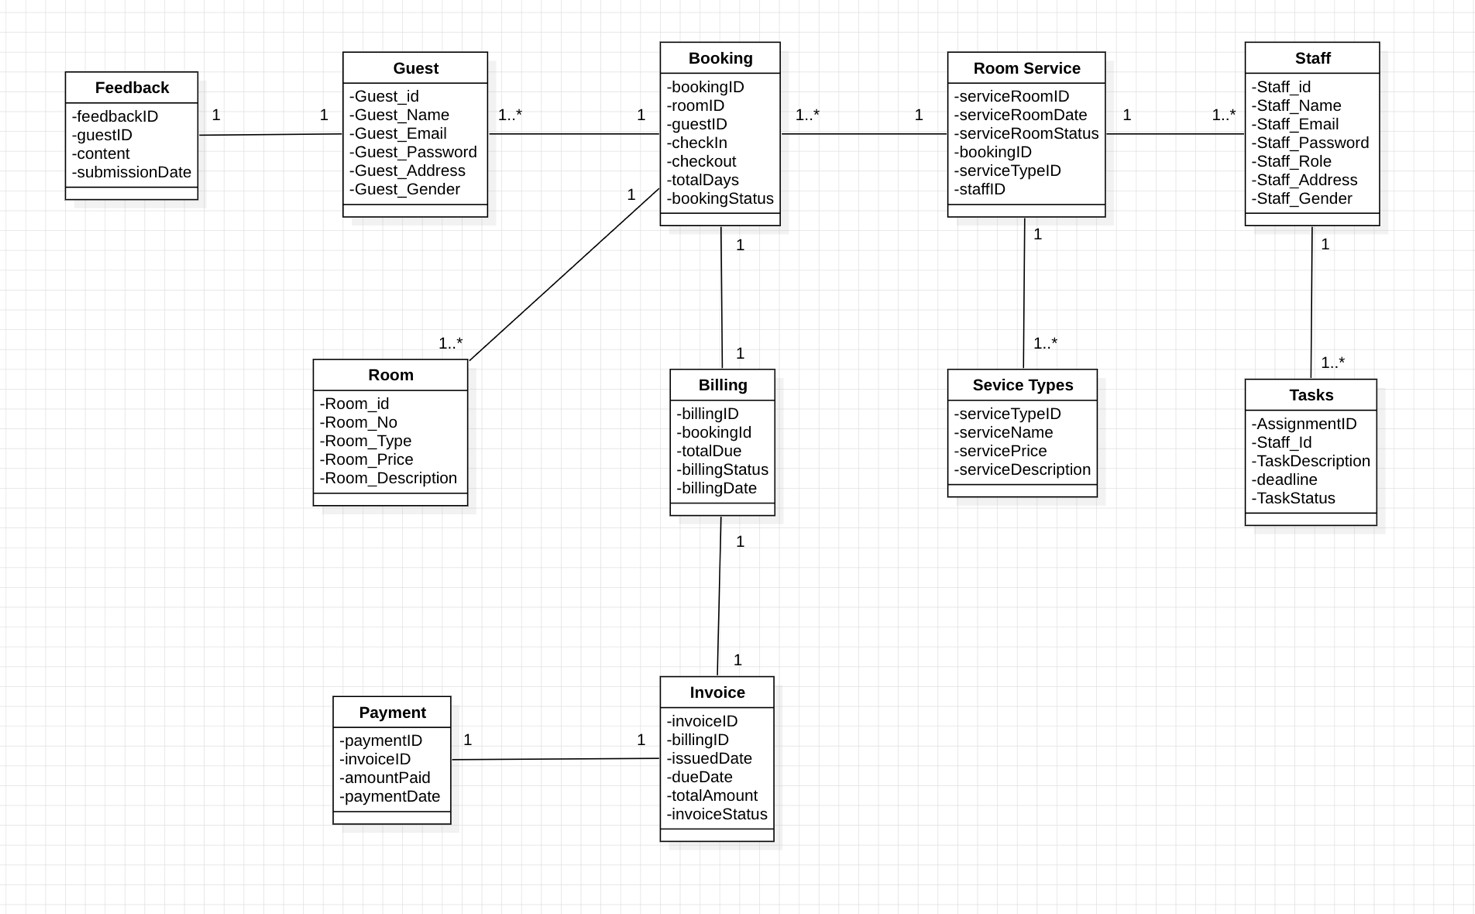 Feedback
-feedbackID
-guestID
-content
-submissionDate
1
1
Guest
-Guest_id
-Guest_Name
-Guest_Email
-Guest_Password
-Guest_Address
-Guest_Gender
1..*
1
Booking
-bookingID
-roomID
-guestID
-checkIn
-checkout
-totalDays
-bookingStatus
1..*
1
Room Service
-serviceRoomID
-serviceRoomDate
-serviceRoomStatus
-bookingID
-serviceTypeID
-staffID
1
1..*
Staff
-Staff_id
-Staff_Name
-Staff_Email
-Staff_Password
-Staff_Role
-Staff_Address
-Staff_Gender
1
1
1
1
1..*
1
1..*
1..*
Room
-Room_id
-Room_No
-Room_Type
-Room_Price
-Room_Description
Billing
-billingID
-bookingId
-totalDue
-billingStatus
-billingDate
Sevice Types
-serviceTypeID
-serviceName
-servicePrice
-serviceDescription
Tasks
-AssignmentID
-Staff_Id
-TaskDescription
-deadline
-TaskStatus
1
1
Payment
-paymentID
-invoiceID
-amountPaid
-paymentDate
1
1
Invoice
-invoiceID
-billingID
-issuedDate
-dueDate
-totalAmount
-invoiceStatus